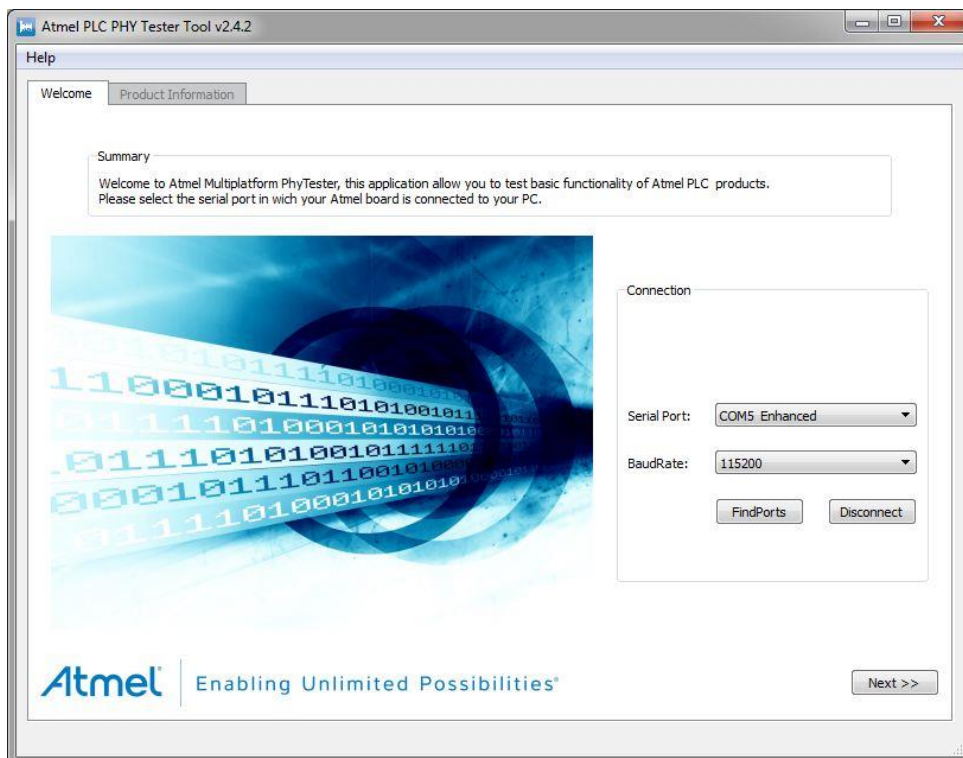 Atmel PLC PHY Tester Tool v2.4.2
Help
Welcome
Product Information
Summary
Welcome to Atmel Multiplatform PhyTester, this application allow you to test basic functionality of Atmel PLC products.
Please select the serial port in wich your Atmel board is connected to your PC.
Connection
Serial Port: COM5 Enhanced
BaudRate: 115200
FindPorts Disconnect
Atmel Enabling Unlimited Possibilities®
Next >>